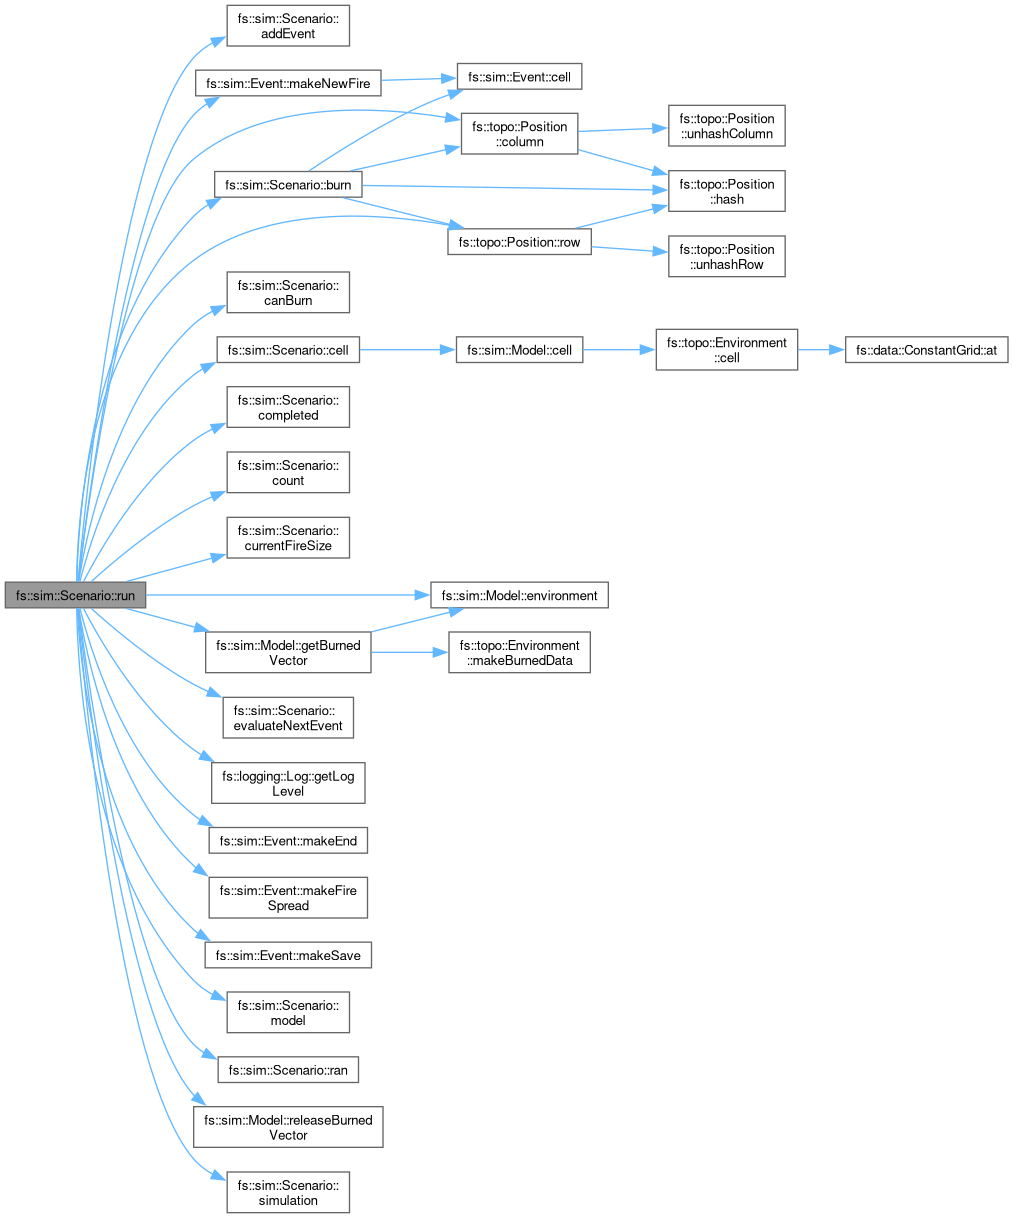 fs::sim::Scenario::
addEvent
fs::sim::Event::makeNewFire
fs::sim::Event::cell
fs::topo::Position
::column
fs::topo::Position
::unhashColumn
fs::sim::Scenario::burn
fs::topo::Position
::hash
fs::topo::Position::row
fs::topo::Position
::unhashRow
fs::sim::Scenario::
canBurn
fs::sim::Scenario::cell
fs::sim::Model::cell
fs::topo::Environment
::cell
fs::data::ConstantGrid::at
fs::sim::Scenario::
completed
fs::sim::Scenario::
count
fs::sim::Scenario::
currentFireSize
fs::sim::Scenario::run
fs::sim::Model::environment
fs::sim::Model::getBurned
Vector
fs::topo::Environment
::makeBurnedData
fs::sim::Scenario::
evaluateNextEvent
fs::logging::Log::getLog
Level
fs::sim::Event::makeEnd
fs::sim::Event::makeFire
Spread
fs::sim::Event::makeSave
fs::sim::Scenario::
model
fs::sim::Scenario::ran
fs::sim::Model::releaseBurned
Vector
fs::sim::Scenario::
simulation